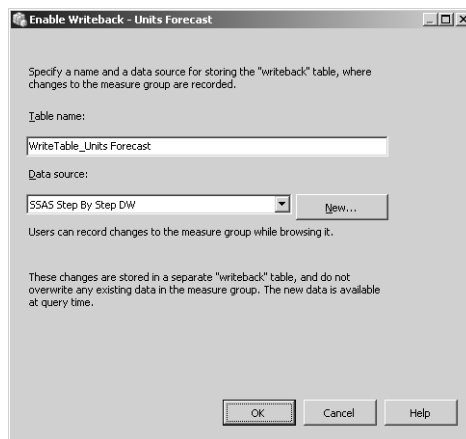 Enable Writeback - Units Forecast
Specify a name and a data source for storing the "writeback" table, where
changes to the measure group are recorded.
Table name:
WriteTable_Units Forecast
Data source:
SSAS Step By Step DW
New...
Users can record changes to the measure group while browsing it.
These changes are stored in a separate "writeback" table, and do not
overwrite any existing data in the measure group. The new data is available
at query time.
OK Cancel Help